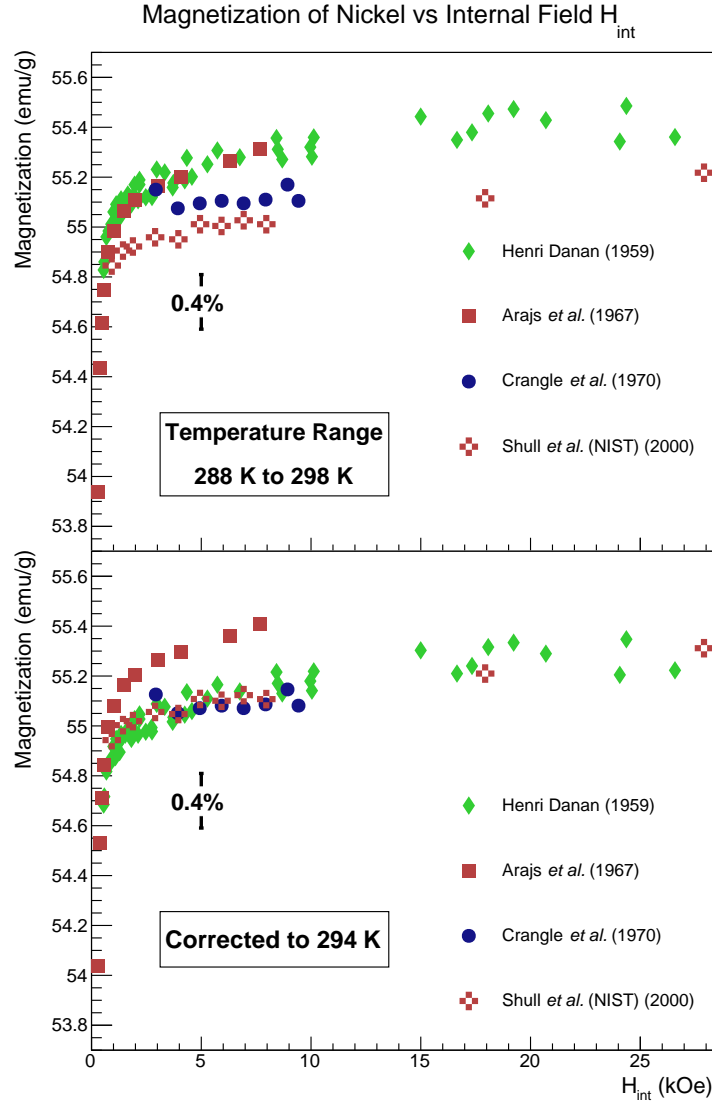 Magnetization of Nickel vs Internal Field H_int
Magnetization (emu/g)
55.6
55.4
55.2
55
54.8
54.6
54.4
54.2
54
53.8
Henri Danan (1959)
Arajs et al. (1967)
Crangle et al. (1970)
Shull et al. (NIST) (2000)
0.4%
Temperature Range
288 K to 298 K
Magnetization (emu/g)
55.6
55.4
55.2
55
54.8
54.6
54.4
54.2
54
53.8
0.4%
Henri Danan (1959)
Arajs et al. (1967)
Crangle et al. (1970)
Shull et al. (NIST) (2000)
Corrected to 294 K
0 5 10 15 20 25
H_int (kOe)